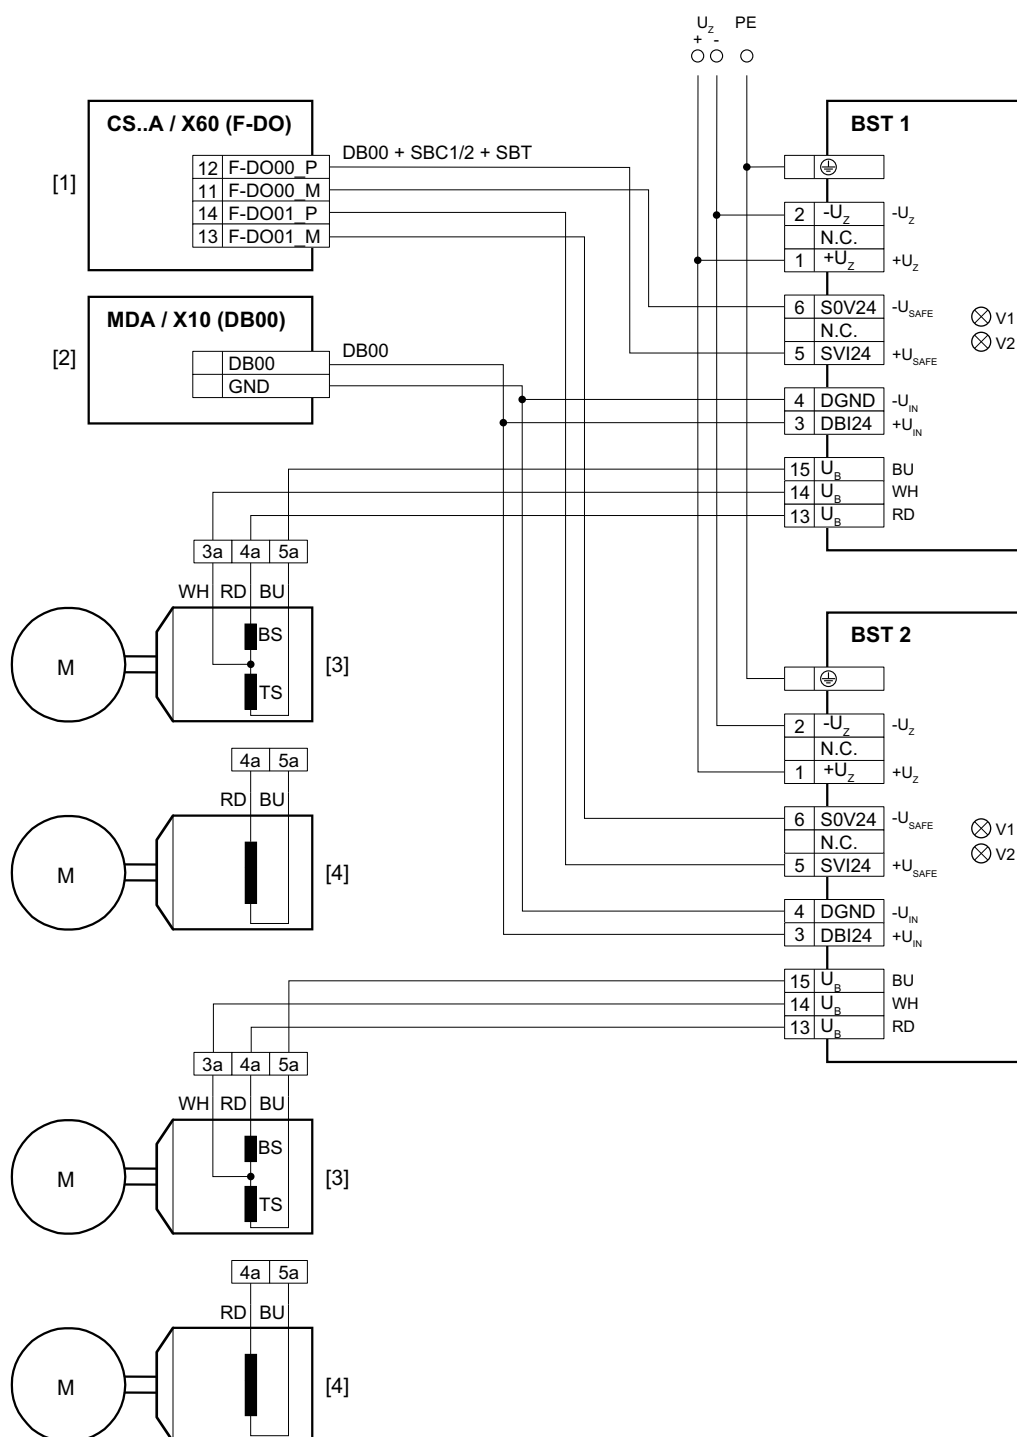 U_Z PE
+ -
CS..A / X60 (F-DO)
[1]
12 F-DO00_P
11 F-DO00_M
14 F-DO01_P
13 F-DO01_M
DB00 + SBC1/2 + SBT
MDA / X10 (DB00)
[2]
DB00
GND
DB00
BST 1
2 -U_Z -U_Z
N.C.
1 +U_Z +U_Z
6 S0V24 -U_SAFE
N.C.
5 SVI24 +U_SAFE
V1
V2
4 DGND -U_IN
3 DBI24 +U_IN
15 U_B BU
14 U_B WH
13 U_B RD
3a 4a 5a
WH RD BU
M
BS
TS
[3]
4a 5a
RD BU
M
[4]
BST 2
2 -U_Z -U_Z
N.C.
1 +U_Z +U_Z
6 S0V24 -U_SAFE
N.C.
5 SVI24 +U_SAFE
V1
V2
4 DGND -U_IN
3 DBI24 +U_IN
15 U_B BU
14 U_B WH
13 U_B RD
3a 4a 5a
WH RD BU
M
BS
TS
[3]
4a 5a
RD BU
M
[4]